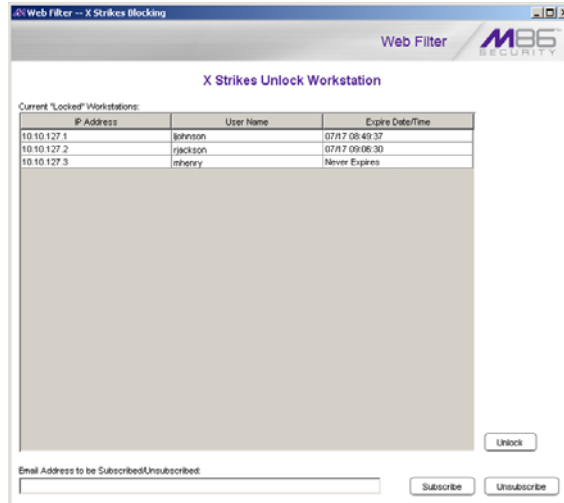 Web Filter -- X Strikes Blocking
Web Filter
M86
SECURITY
X Strikes Unlock Workstation
Current "Locked" Workstations:
IP Address User Name Expire Date/Time
10.10.127.1 ljohnson 07/17 08:49:37
10.10.127.2 rjackson 07/17 09:06:30
10.10.127.3 mhenry Never Expires
Unlock
Email Address to be Subscribed/Unsubscribed:
Subscribe Unsubscribe